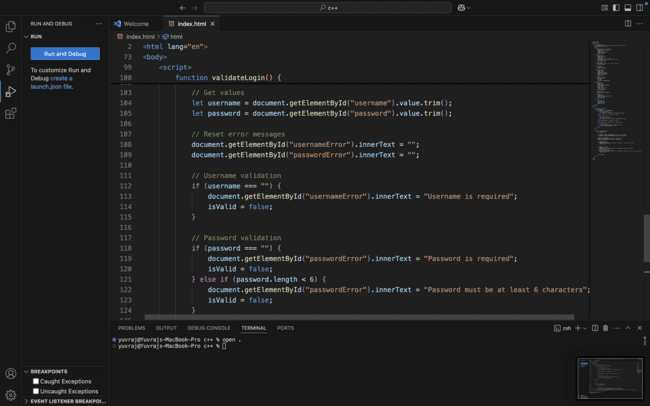 c++
RUN AND DEBUG
RUN
Run and Debug
To customize Run and
Debug create a
launch.json file.
Welcome
index.html
index.html > html
2 <html lang="en">
73 <body>
99 <script>
100 function validateLogin() {
103 // Get values
104 let username = document.getElementById("username").value.trim();
105 let password = document.getElementById("password").value.trim();
106
107 // Reset error messages
108 document.getElementById("usernameError").innerText = "";
109 document.getElementById("passwordError").innerText = "";
110
111 // Username validation
112 if (username === "") {
113 document.getElementById("usernameError").innerText = "Username is required";
114 isValid = false;
115 }
116
117 // Password validation
118 if (password === "") {
119 document.getElementById("passwordError").innerText = "Password is required";
120 isValid = false;
121 } else if (password.length < 6) {
122 document.getElementById("passwordError").innerText = "Password must be at least 6 characters";
123 isValid = false;
124 }
PROBLEMS OUTPUT DEBUG CONSOLE TERMINAL PORTS
zsh
yuvraj@Yuvrajs-MacBook-Pro c++ % open .
yuvraj@Yuvrajs-MacBook-Pro c++ %
BREAKPOINTS
Caught Exceptions
Uncaught Exceptions
EVENT LISTENER BREAKPO...